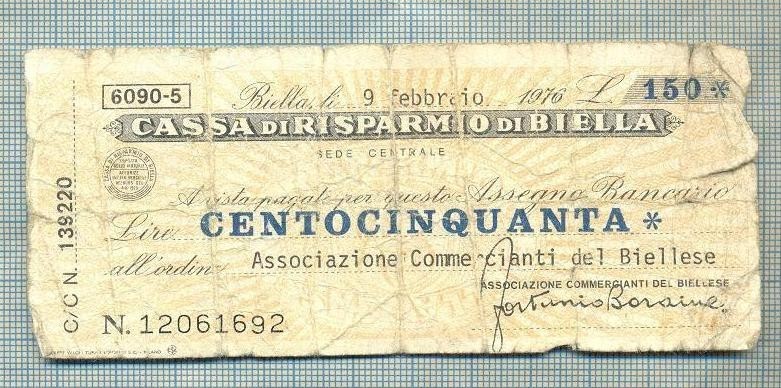 6090-5
Biella, lì 9 febbraio 1976 L. 150 *
CASSA DI RISPARMIO DI BIELLA
SEDE CENTRALE
A vista pagate per questo Assegno Bancario
Lire CENTOCINQUANTA *
all'ordine Associazione Commercianti del Biellese
ASSOCIAZIONE COMMERCIANTI DEL BIELLESE
Fortunio
N. 12061692
C/C N. 139220